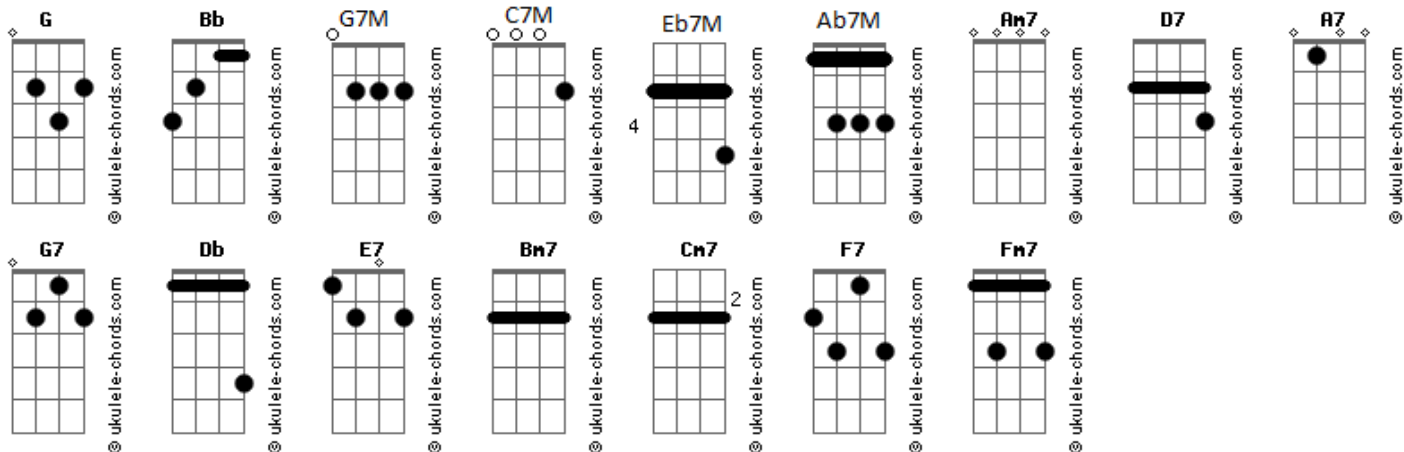 G Bb G7M C7M Eb7M Ab7M Am7 D7 A7
© ukulele-chords.com © ukulele-chords.com © ukulele-chords.com © ukulele-chords.com © ukulele-chords.com © ukulele-chords.com © ukulele-chords.com © ukulele-chords.com © ukulele-chords.com
4
G7 Db E7 Bm7 Cm7 F7 Fm7
2
© ukulele-chords.com © ukulele-chords.com © ukulele-chords.com © ukulele-chords.com © ukulele-chords.com © ukulele-chords.com © ukulele-chords.com